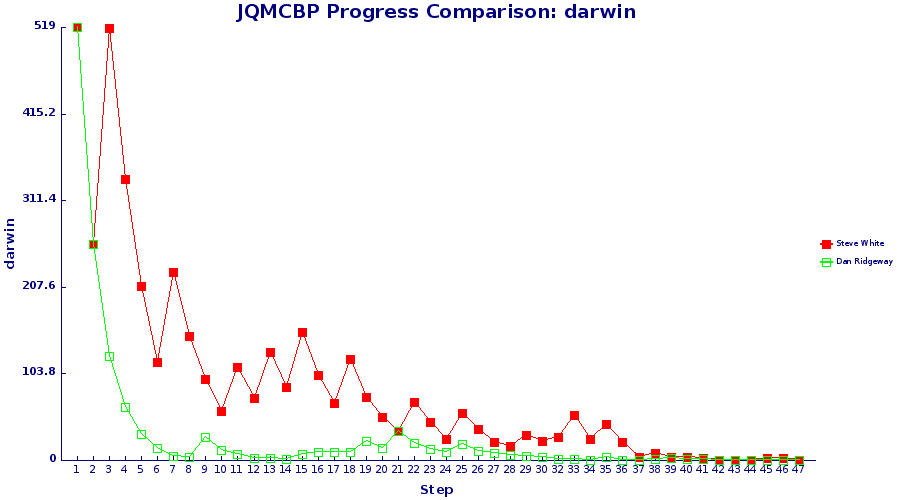 JQMCBP Progress Comparison: darwin
519
415.2
311.4
207.6
103.8
0
darwin
1 2 3 4 5 6 7 8 9 10 11 12 13 14 15 16 17 18 19 20 21 22 23 24 25 26 27 28 29 30 31 32 33 34 35 36 37 38 39 40 41 42 43 44 45 46 47
Step
Steve White
Dan Ridgeway